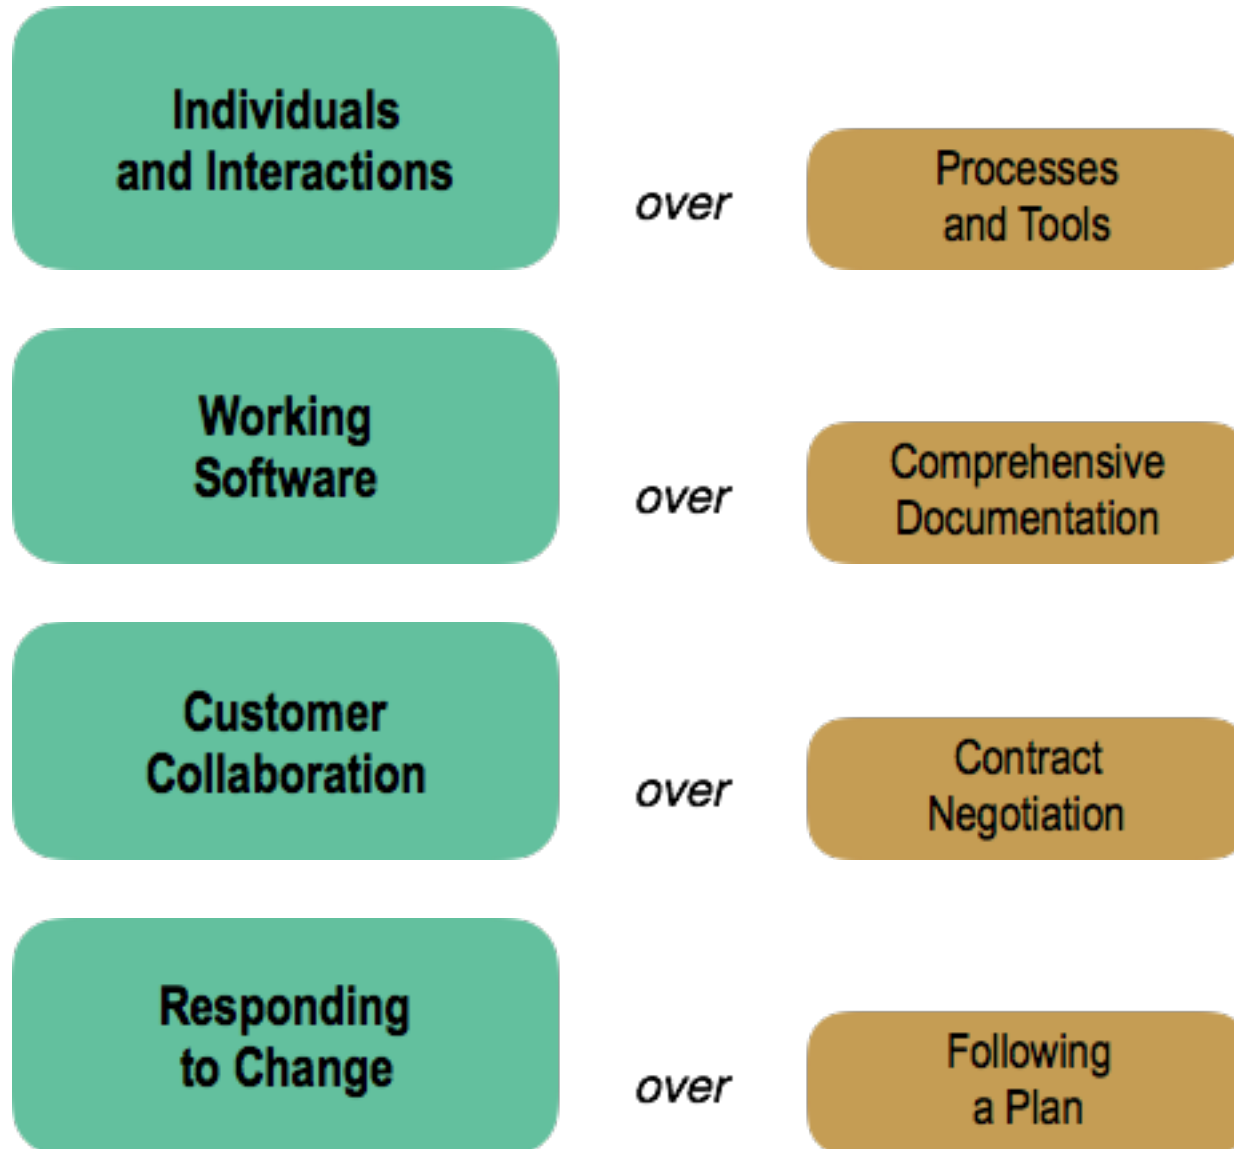 Individuals
and Interactions
over
Processes
and Tools
Working
Software
over
Comprehensive
Documentation
Customer
Collaboration
over
Contract
Negotiation
Responding
to Change
over
Following
a Plan